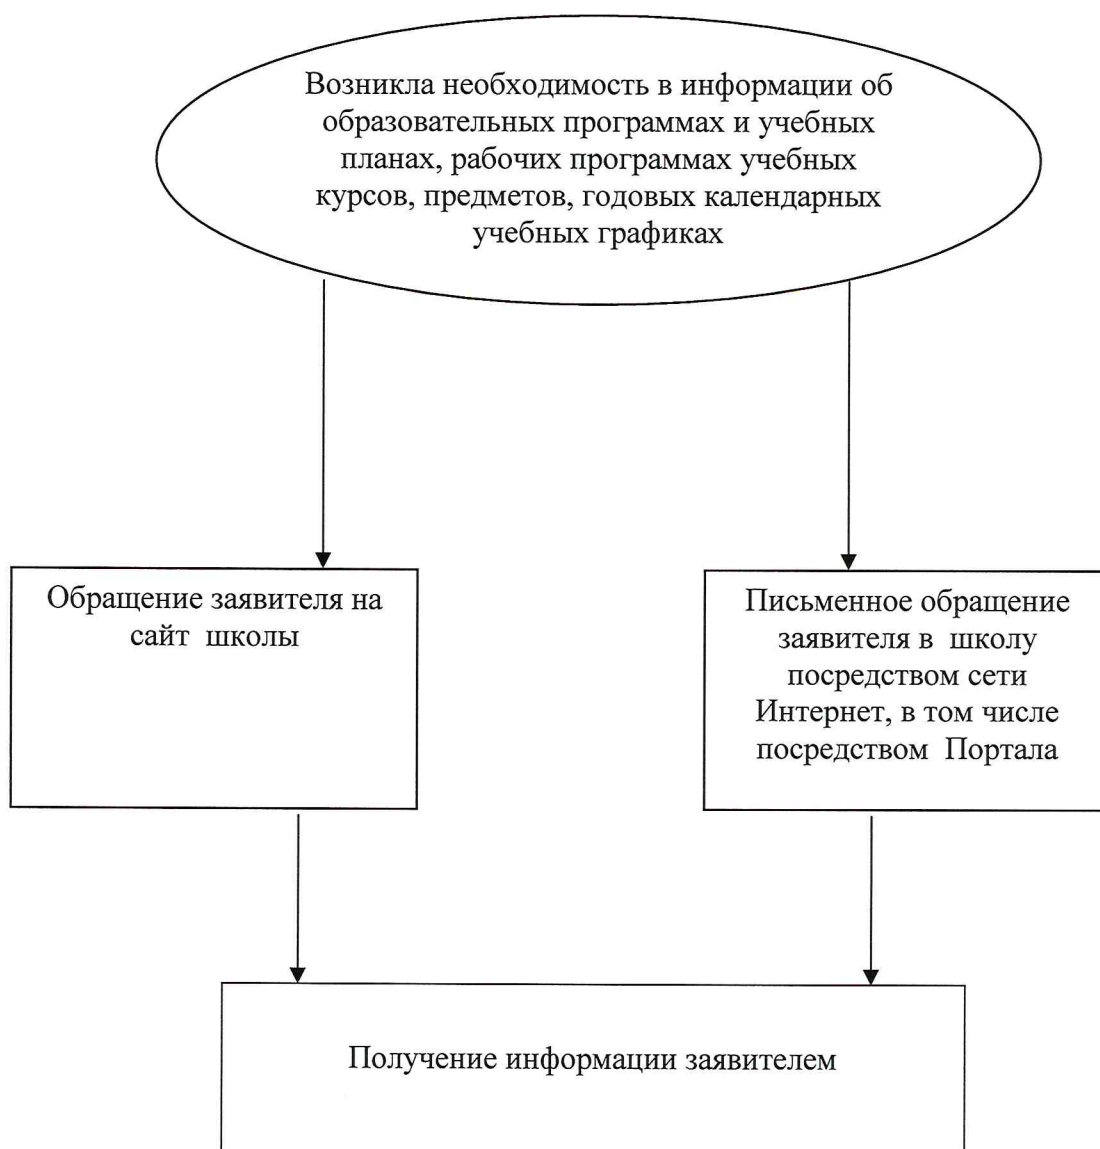 Возникла необходимость в информации об
образовательных программах и учебных
планах, рабочих программах учебных
курсов, предметов, годовых календарных
учебных графиках
Обращение заявителя на
сайт школы
Письменное обращение
заявителя в школу
посредством сети
Интернет, в том числе
посредством Портала
Получение информации заявителем